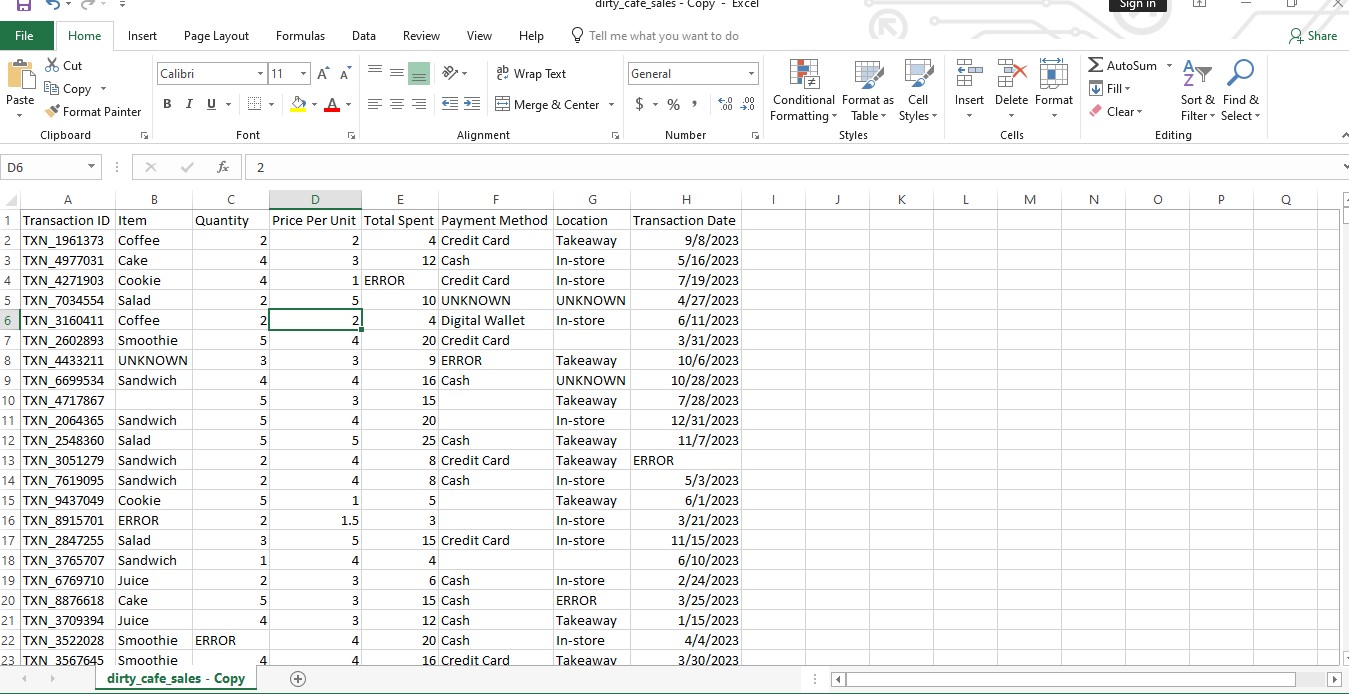 dirty_cafe_sales - Copy - Excel Sign in
File Home Insert Page Layout Formulas Data Review View Help Tell me what you want to do Share
Paste Cut Copy Format Painter Clipboard
Calibri 11 A A B I U A Font
Wrap Text Merge & Center Alignment
General $ % , Number
Conditional Formatting Format as Table Cell Styles Styles
Insert Delete Format Cells
AutoSum Fill Clear Sort & Filter Find & Select Editing
D6 fx 2
A B C D E F G H I J K L M N O P Q
1 Transaction ID Item Quantity Price Per Unit Total Spent Payment Method Location Transaction Date
2 TXN_1961373 Coffee 2 2 4 Credit Card Takeaway 9/8/2023
3 TXN_4977031 Cake 4 3 12 Cash In-store 5/16/2023
4 TXN_4271903 Cookie 4 1 ERROR Credit Card In-store 7/19/2023
5 TXN_7034554 Salad 2 5 10 UNKNOWN UNKNOWN 4/27/2023
6 TXN_3160411 Coffee 2 2 4 Digital Wallet In-store 6/11/2023
7 TXN_2602893 Smoothie 5 4 20 Credit Card 3/31/2023
8 TXN_4433211 UNKNOWN 3 3 9 ERROR Takeaway 10/6/2023
9 TXN_6699534 Sandwich 4 4 16 Cash UNKNOWN 10/28/2023
10 TXN_4717867 5 3 15 Takeaway 7/28/2023
11 TXN_2064365 Sandwich 5 4 20 In-store 12/31/2023
12 TXN_2548360 Salad 5 5 25 Cash Takeaway 11/7/2023
13 TXN_3051279 Sandwich 2 4 8 Credit Card Takeaway ERROR
14 TXN_7619095 Sandwich 2 4 8 Cash In-store 5/3/2023
15 TXN_9437049 Cookie 5 1 5 Takeaway 6/1/2023
16 TXN_8915701 ERROR 2 1.5 3 In-store 3/21/2023
17 TXN_2847255 Salad 3 5 15 Credit Card In-store 11/15/2023
18 TXN_3765707 Sandwich 1 4 4 6/10/2023
19 TXN_6769710 Juice 2 3 6 Cash In-store 2/24/2023
20 TXN_8876618 Cake 5 3 15 Cash ERROR 3/25/2023
21 TXN_3709394 Juice 4 3 12 Cash Takeaway 1/15/2023
22 TXN_3522028 Smoothie ERROR 4 20 Cash In-store 4/4/2023
23 TXN_3567645 Smoothie 4 4 16 Credit Card Takeaway 3/30/2023
dirty_cafe_sales - Copy